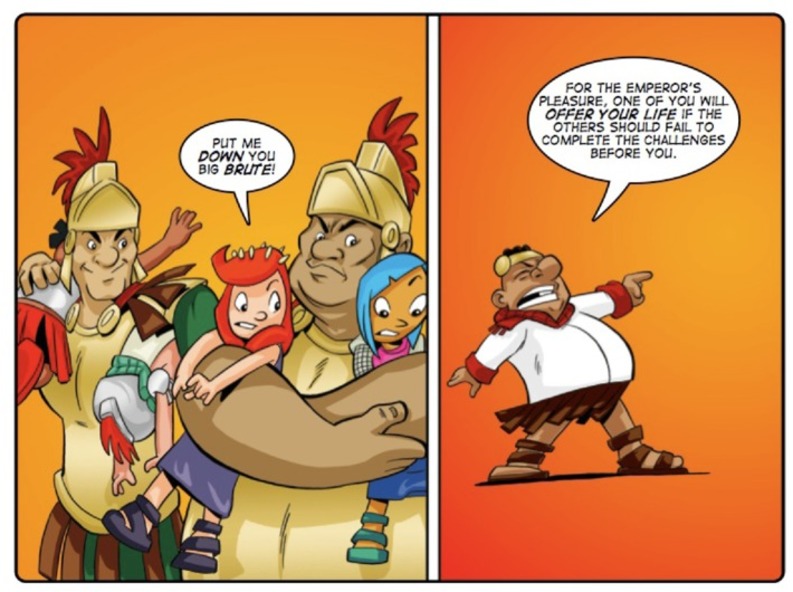 PUT ME
DOWN YOU
BIG BRUTE!
FOR THE EMPEROR'S
PLEASURE, ONE OF YOU WILL
OFFER YOUR LIFE IF THE
OTHERS SHOULD FAIL TO
COMPLETE THE CHALLENGES
BEFORE YOU.